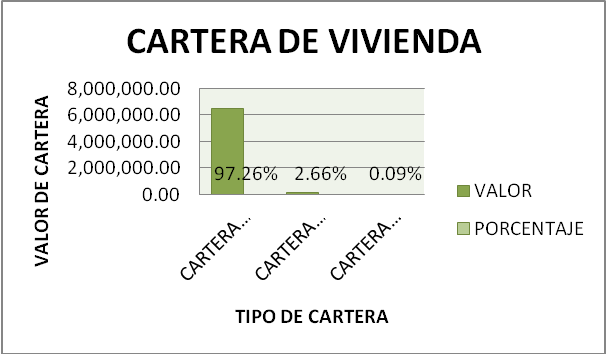 CARTERA DE VIVIENDA
VALOR DE CARTERA
8,000,000.00
6,000,000.00
4,000,000.00
2,000,000.00
0.00
97.26% 2.66% 0.09%
CARTERA...
CARTERA...
CARTERA...
TIPO DE CARTERA
VALOR
PORCENTAJE